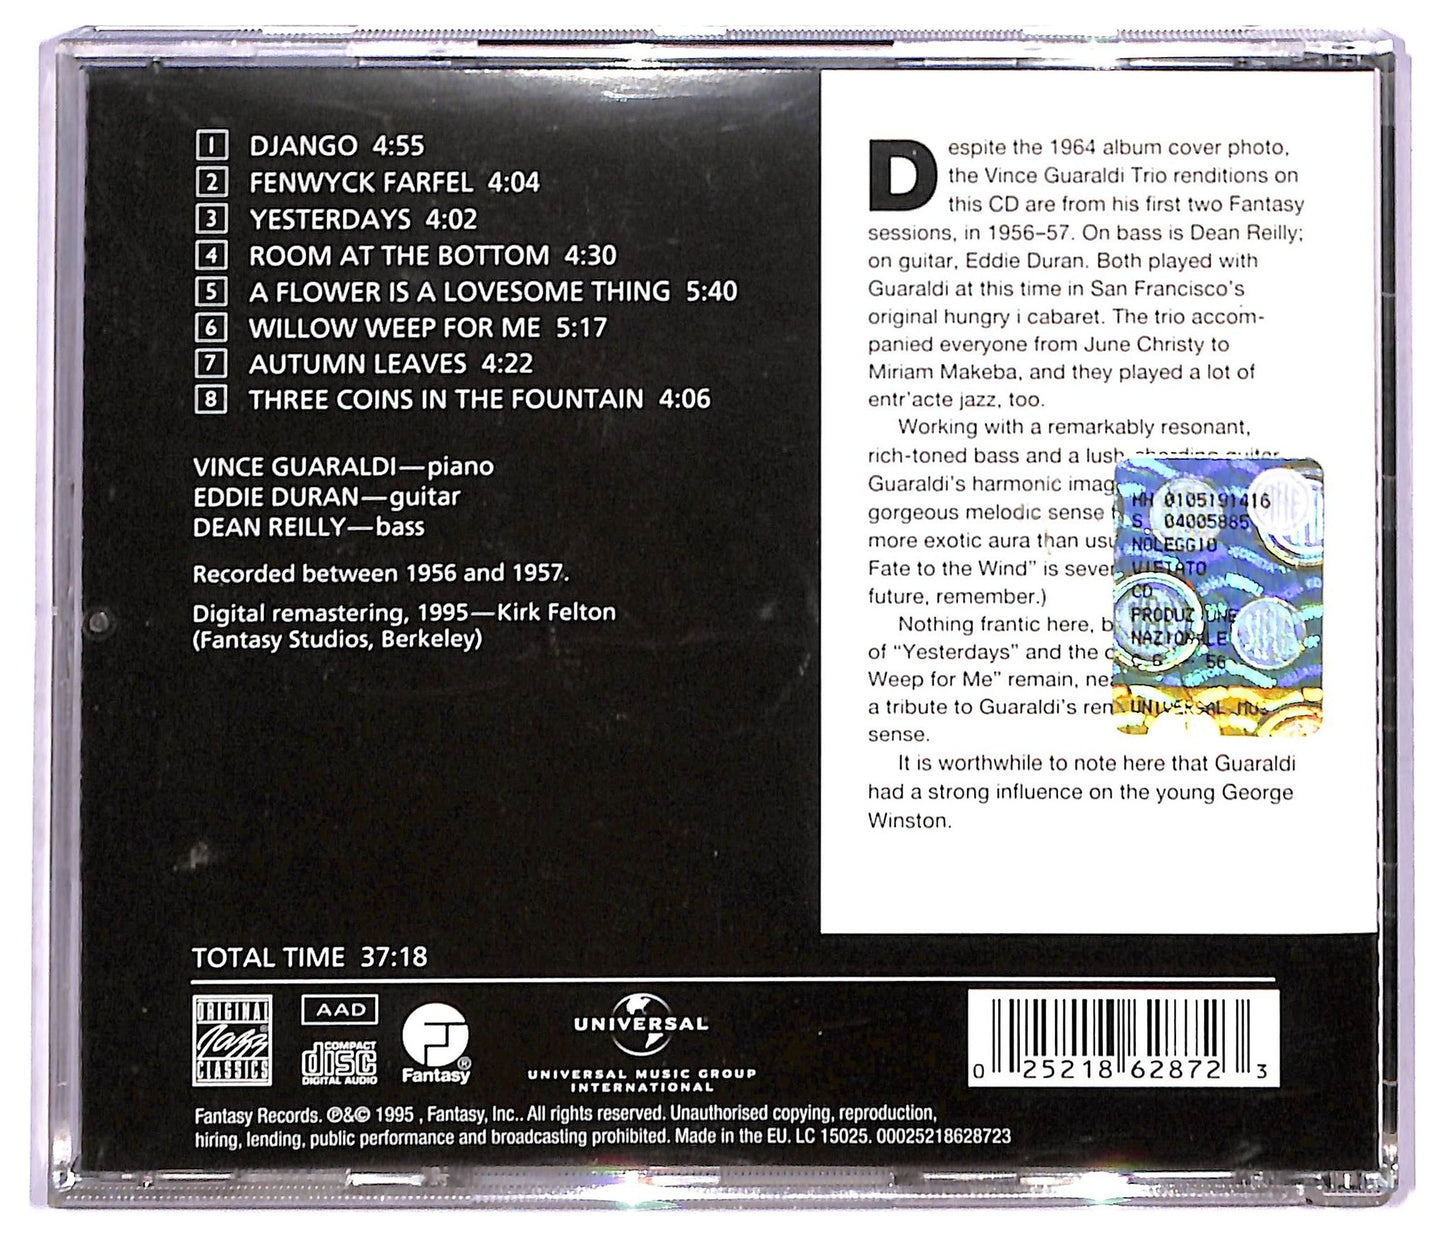 1 DJANGO 4:55
2 FENWYCK FARFEL 4:04
3 YESTERDAYS 4:02
4 ROOM AT THE BOTTOM 4:30
5 A FLOWER IS A LOVESOME THING 5:40
6 WILLOW WEEP FOR ME 5:17
7 AUTUMN LEAVES 4:22
8 THREE COINS IN THE FOUNTAIN 4:06
VINCE GUARALDI—piano
EDDIE DURAN—guitar
DEAN REILLY—bass
Recorded between 1956 and 1957.
Digital remastering, 1995—Kirk Felton
(Fantasy Studios, Berkeley)
Despite the 1964 album cover photo,
the Vince Guaraldi Trio renditions on
this CD are from his first two Fantasy
sessions, in 1956–57. On bass is Dean Reilly;
on guitar, Eddie Duran. Both played with
Guaraldi at this time in San Francisco's
original hungry i cabaret. The trio accom-
panied everyone from June Christy to
Miriam Makeba, and they played a lot of
entr'acte jazz, too.
Working with a remarkably resonant,
rich-toned bass and a lush chording guitar,
Guaraldi's harmonic
gorgeous melodic sense
more exotic aura than
Fate to the Wind" is
future, remember.)
Nothing frantic here,
of "Yesterdays" and the
Weep for Me" remain,
a tribute to Guaraldi's
sense.
It is worthwhile to note here that Guaraldi
had a strong influence on the young George
Winston.
HH 0105191416
S. 04005885
NOLEGGIO
VIETATO
CD
PRODUZIONE
NAZIONALE
56
UNIVERSAL MUS
TOTAL TIME 37:18
ORIGINAL
Jazz
CLASSICS
AAD
COMPACT
disc
DIGITAL AUDIO
Fantasy®
UNIVERSAL
UNIVERSAL MUSIC GROUP
INTERNATIONAL
0 25218 62872 3
Fantasy Records. ℗&© 1995 , Fantasy, Inc.. All rights reserved. Unauthorised copying, reproduction,
hiring, lending, public performance and broadcasting prohibited. Made in the EU. LC 15025. 00025218628723